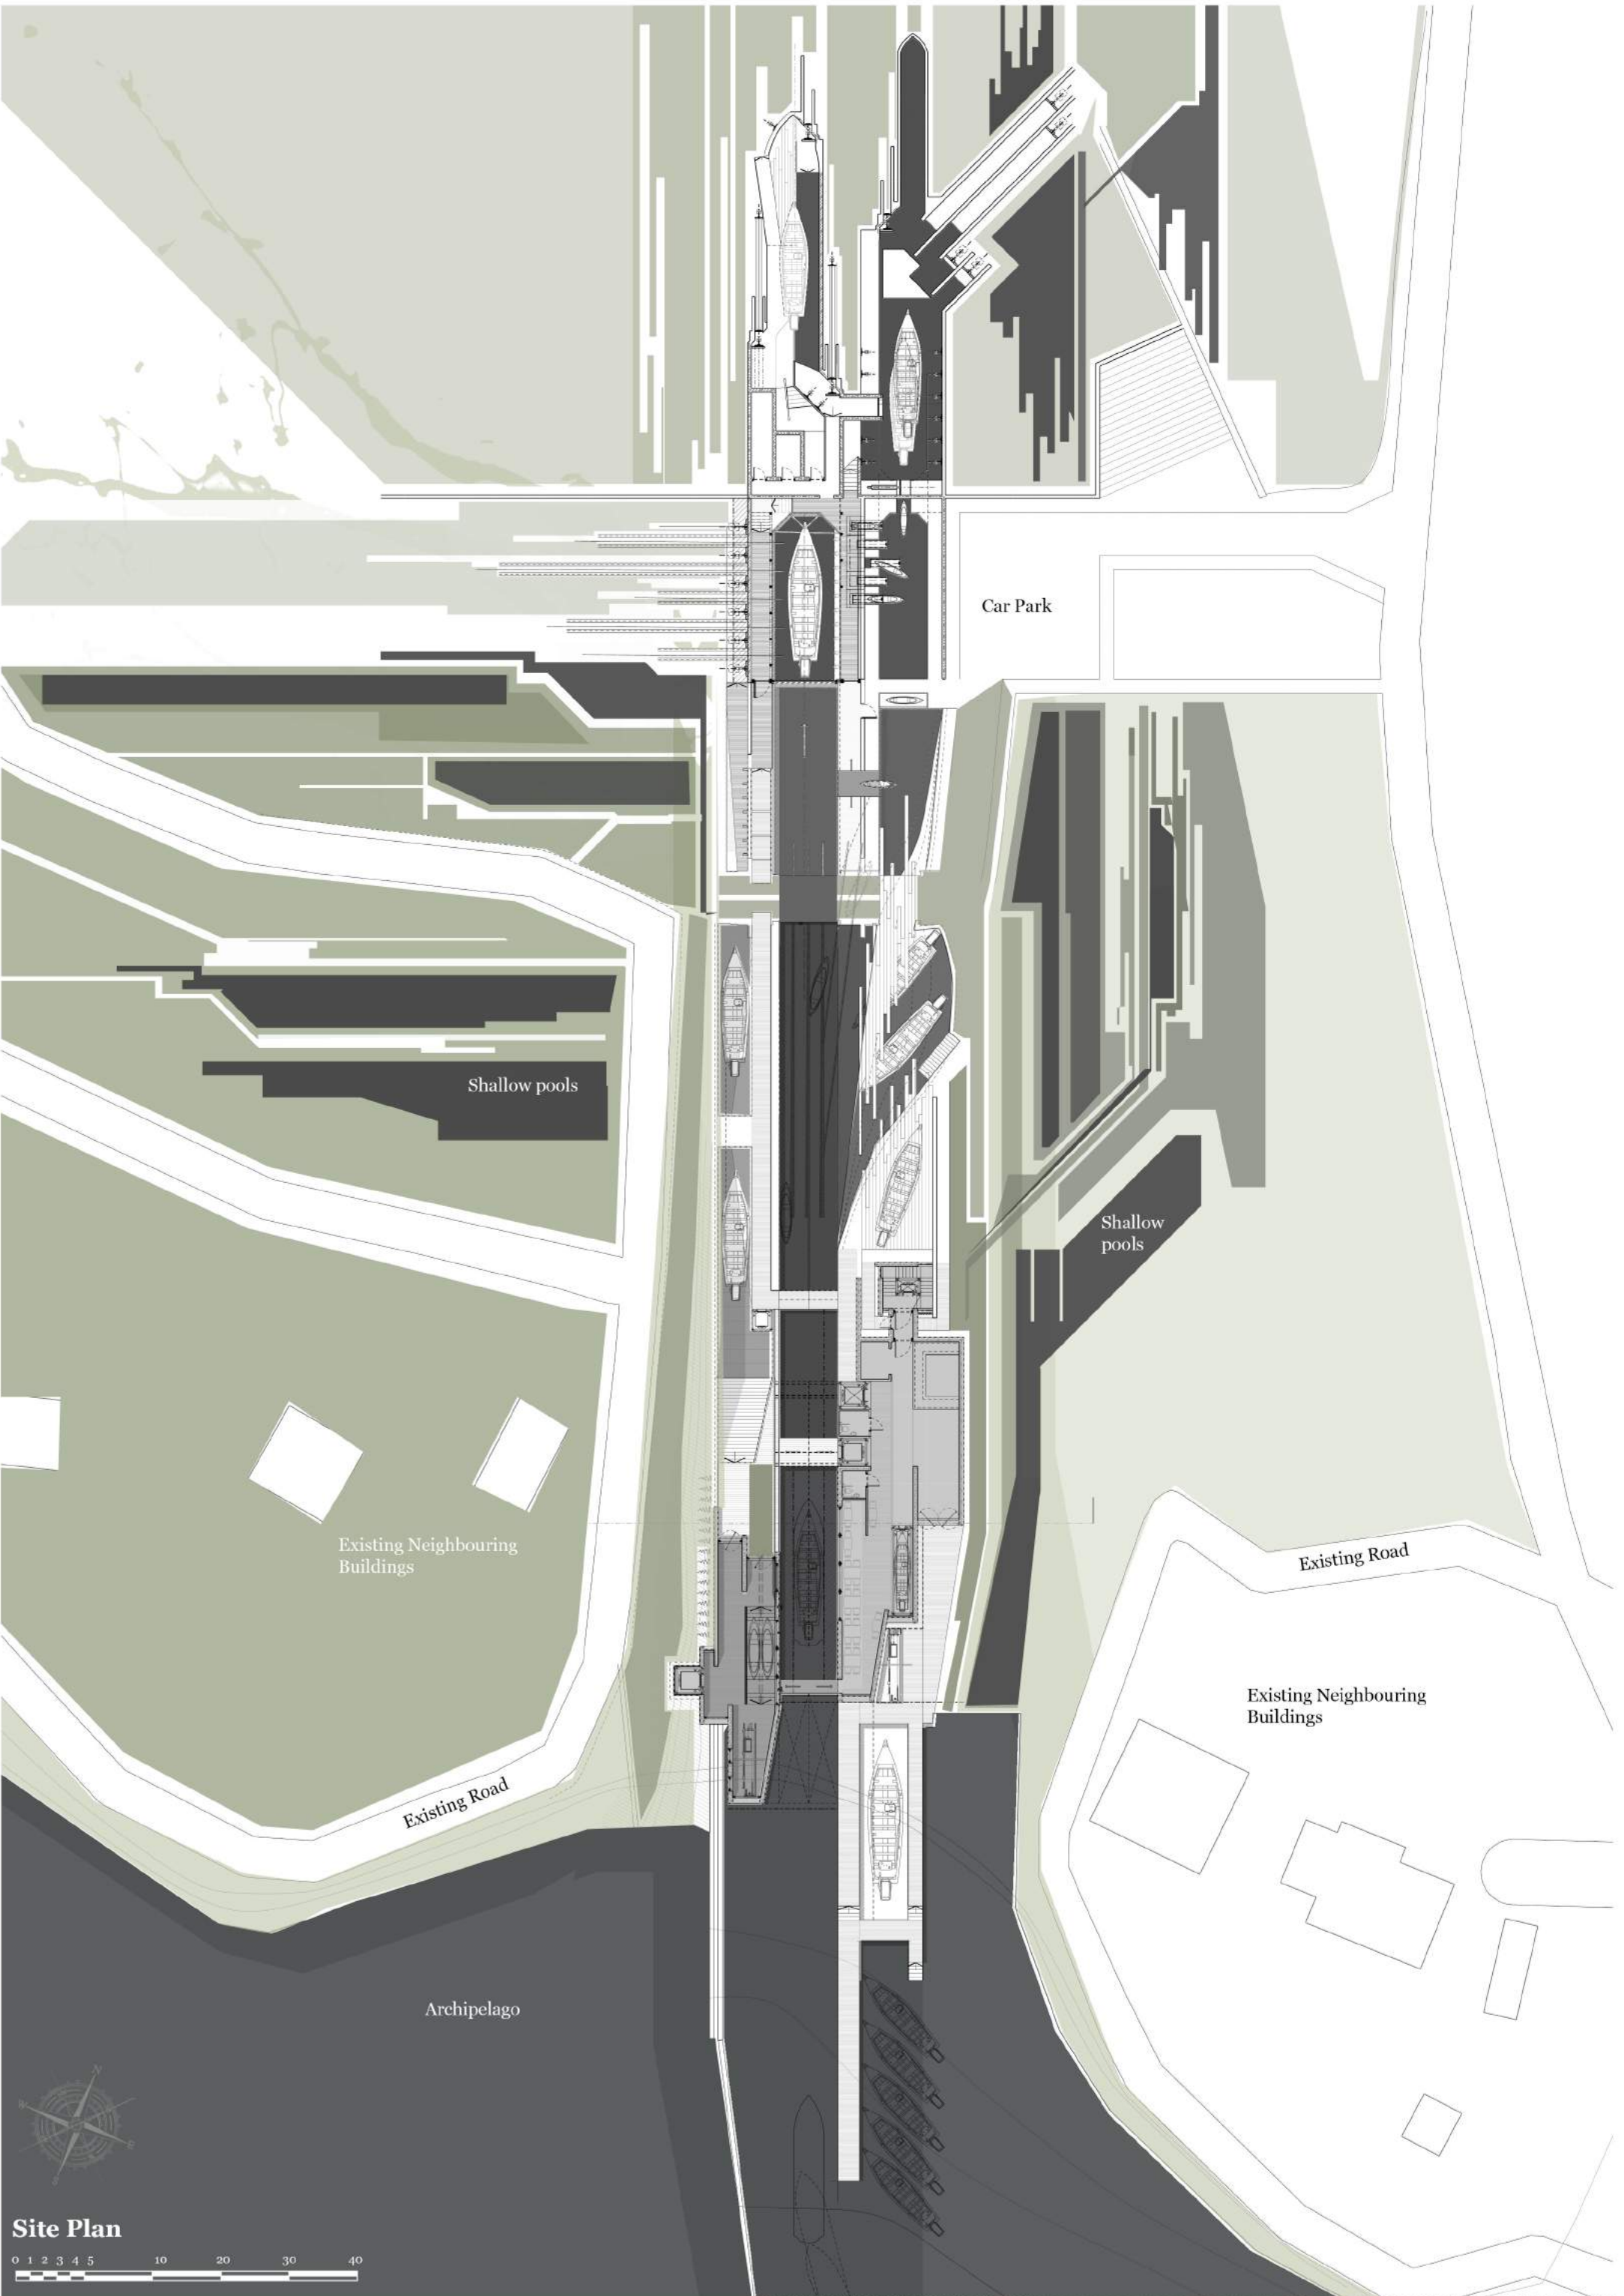 Car Park
Shallow pools
Shallow
pools
Existing Neighbouring
Buildings
Existing Road
Existing Neighbouring
Buildings
Existing Road
Archipelago
N
W
E
S
Site Plan
0 1 2 3 4 5 10 20 30 40